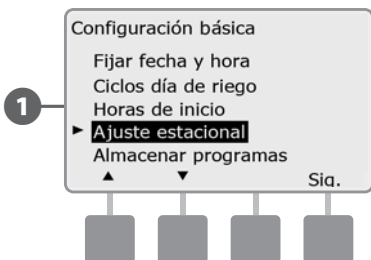 Configuración básica
Fijar fecha y hora
Ciclos día de riego
1
Horas de inicio
► Ajuste estacional
Almacenar programas
▲ ▼
Sig.